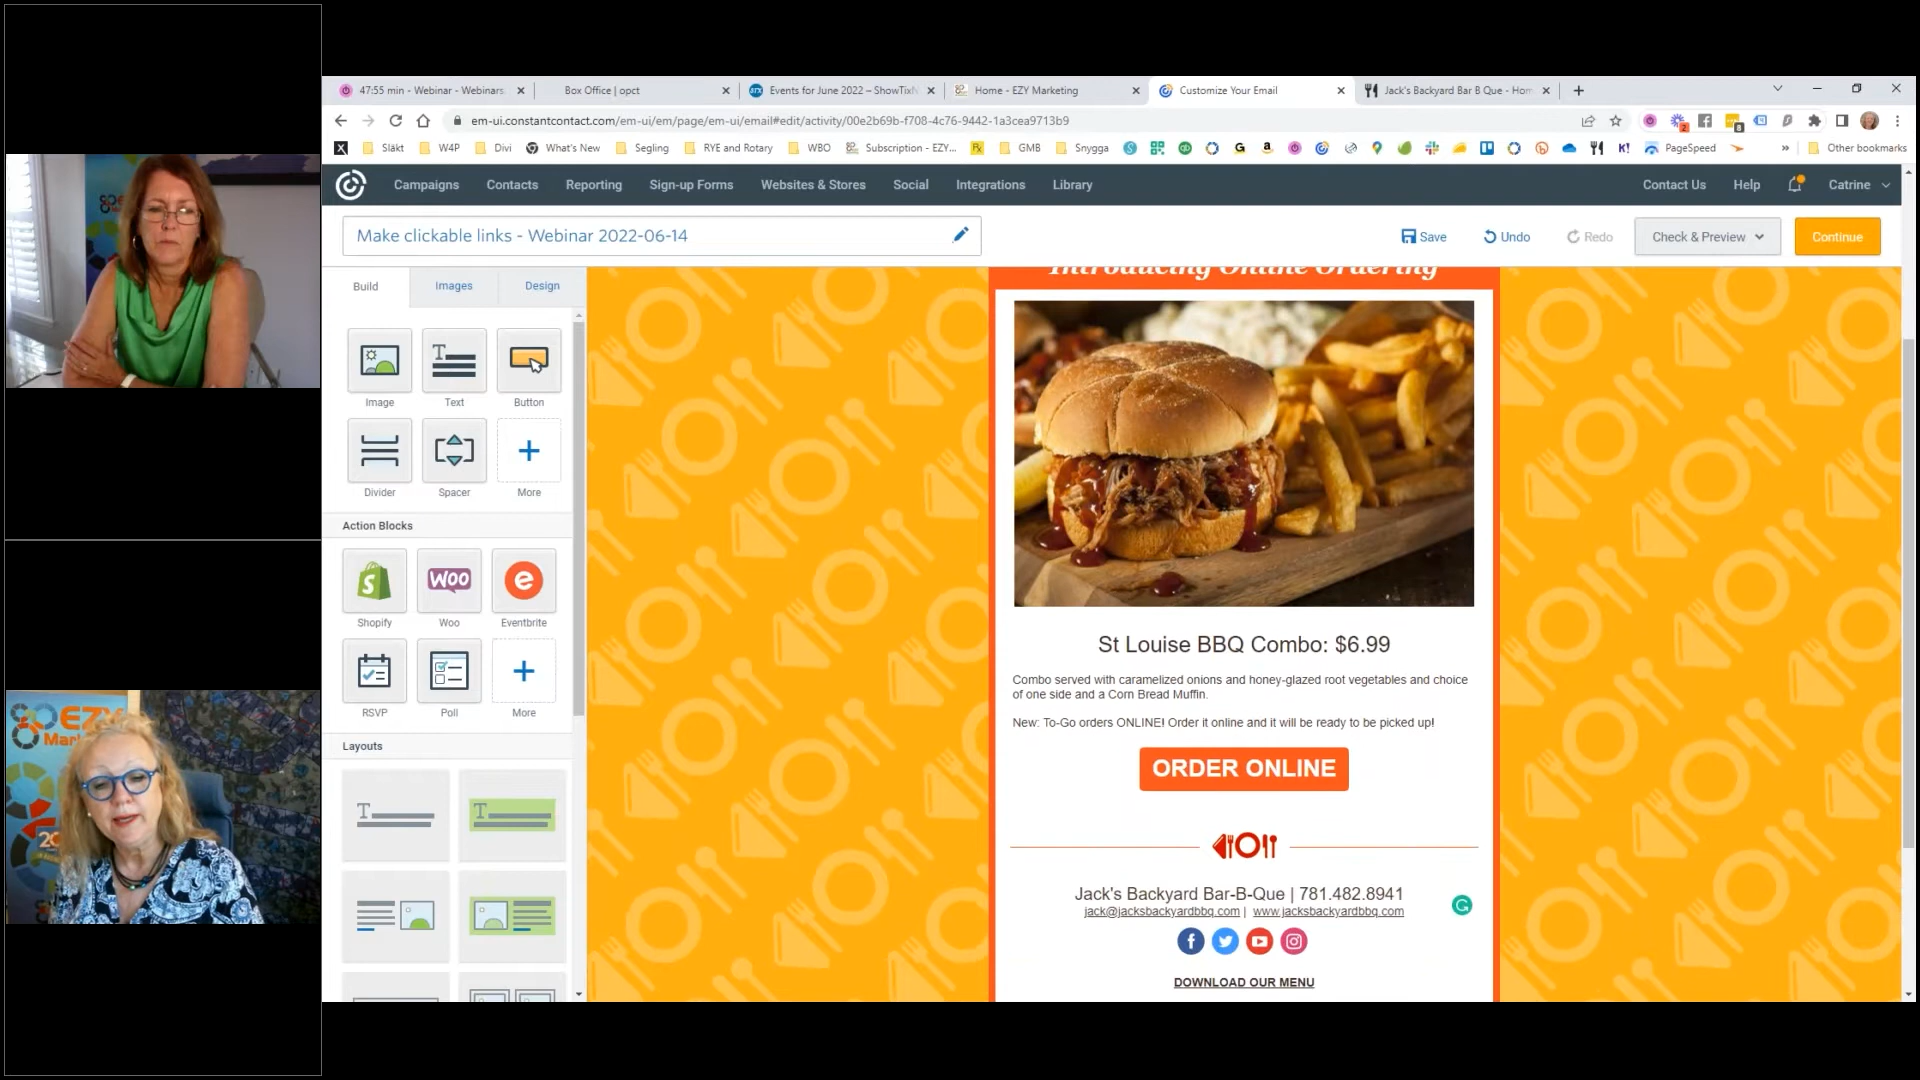 47:55 min - Webinar - Webinars
Box Office | opct
Events for June 2022 – ShowTixN
Home - EZY Marketing
Customize Your Email
Jack's Backyard Bar B Que - Hom
em-ui.constantcontact.com/em-ui/em/page/em-ui/email#edit/activity/00e2b69b-f708-4c76-9442-1a3cea9713b9
Släkt
W4P
Divi
What's New
Segling
RYE and Rotary
WBO
Subscription - EZY...
GMB
Snygga
PageSpeed
»
Other bookmarks
Campaigns
Contacts
Reporting
Sign-up Forms
Websites & Stores
Social
Integrations
Library
Contact Us
Help
Catrine
Make clickable links - Webinar 2022-06-14
Save
Undo
Redo
Check & Preview
Continue
Build
Images
Design
Image
Text
Button
Divider
Spacer
More
Action Blocks
WOO
Shopify
Woo
Eventbrite
RSVP
Poll
More
Layouts
Introducing Online Ordering
St Louise BBQ Combo: $6.99
Combo served with caramelized onions and honey-glazed root vegetables and choice
of one side and a Corn Bread Muffin.
New: To-Go orders ONLINE! Order it online and it will be ready to be picked up!
ORDER ONLINE
Jack's Backyard Bar-B-Que | 781.482.8941
jack@jacksbackyardbbq.com | www.jacksbackyardbbq.com
DOWNLOAD OUR MENU
EZY